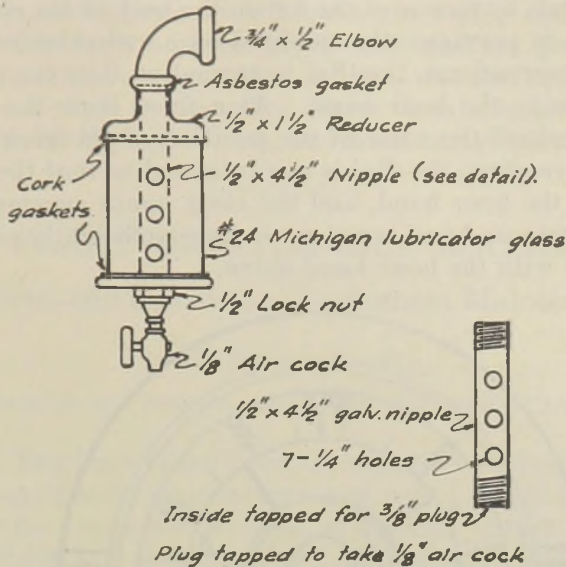 3/4" x 1/2" Elbow
Asbestos gasket
1/2" x 1 1/2" Reducer
1/2" x 4 1/2" Nipple (see detail).
Cork
gaskets
#24 Michigan lubricator glass
1/2" Lock nut
1/8" Air cock
1/2" x 4 1/2" galv. nipple
7-1/4" holes
Inside tapped for 3/8" plug
Plug tapped to take 1/8" air cock